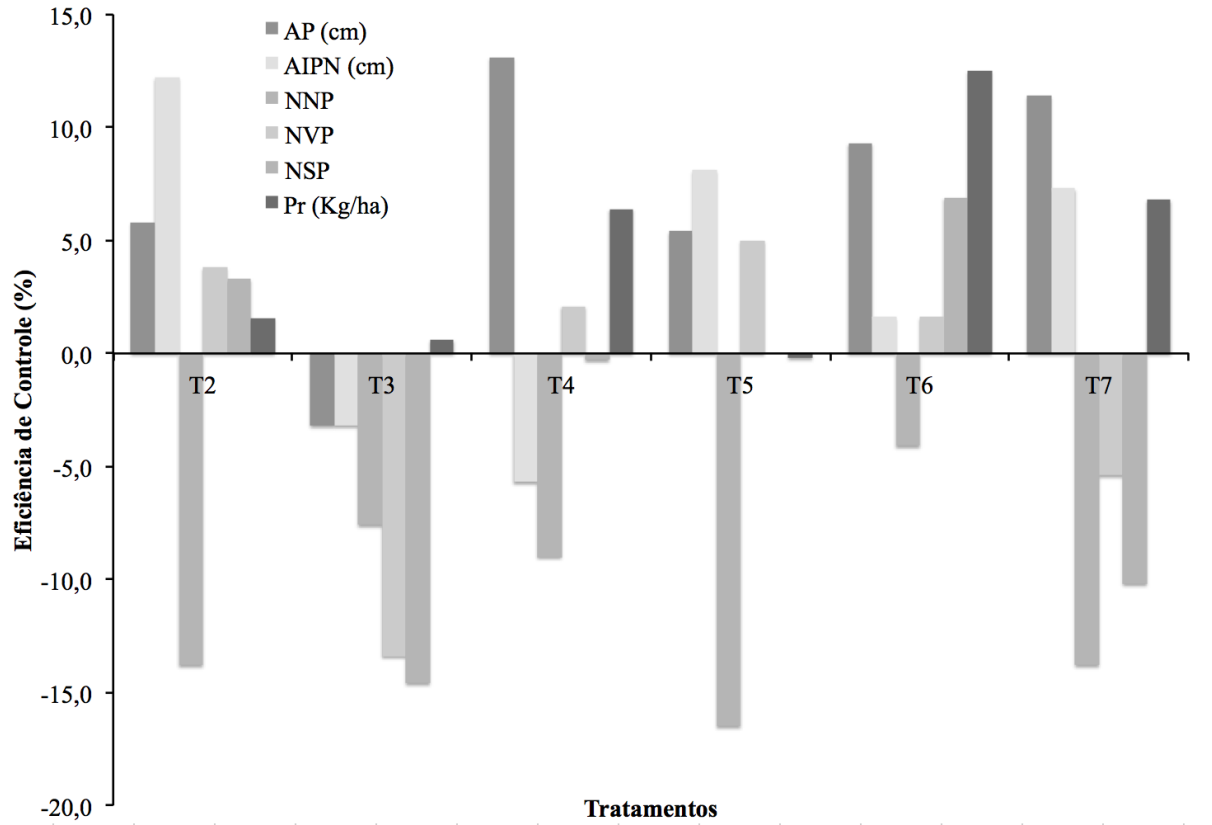 15,0
10,0
5,0
0,0
-5,0
-10,0
-15,0
-20,0
Eficiência de Controle (%)
AP (cm)
AIPN (cm)
NNP
NVP
NSP
Pr (Kg/ha)
T2
T3
T4
T5
T6
T7
Tratamentos